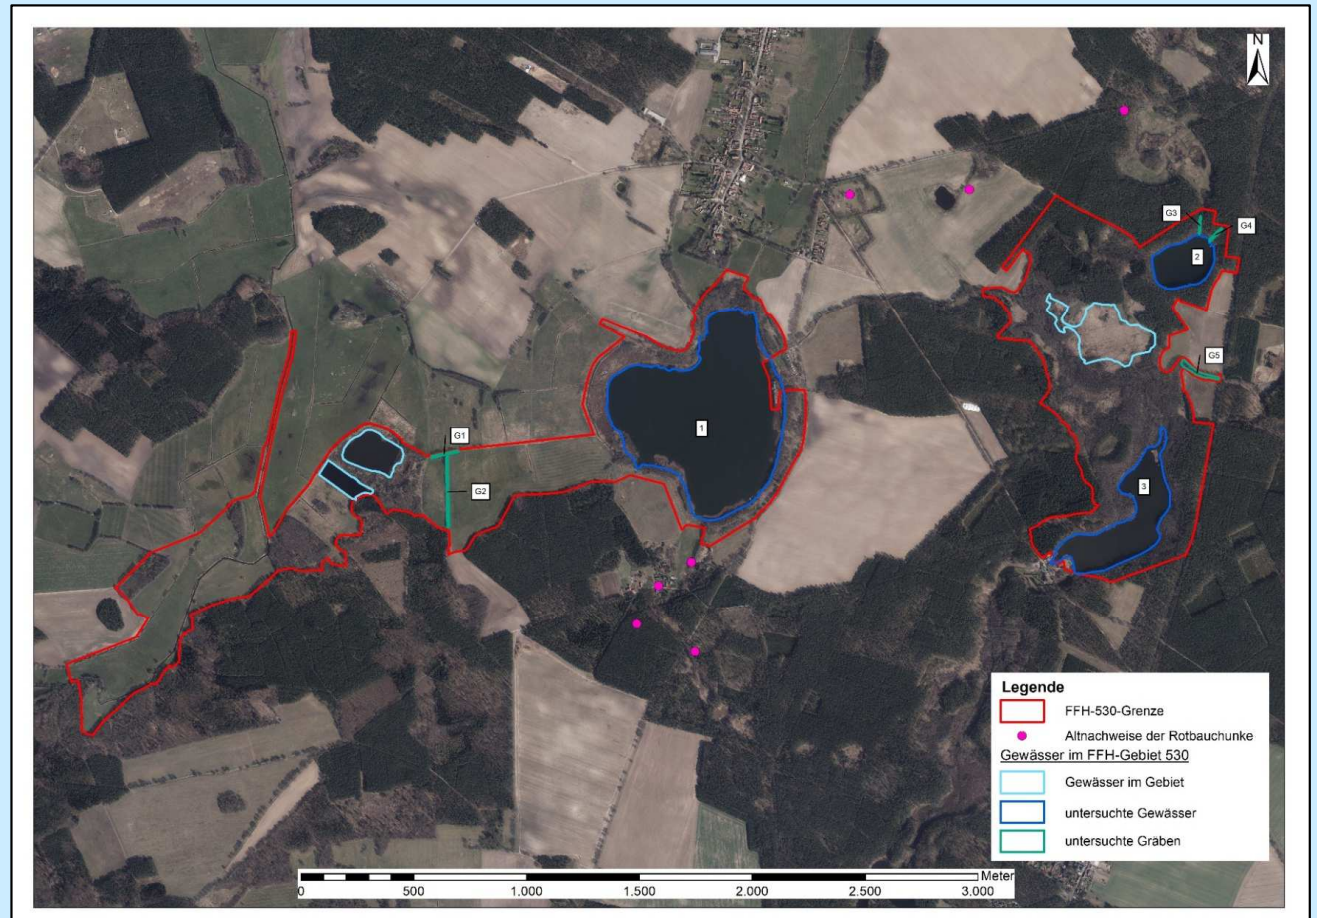 N
G3
G4
2
G5
1
G1
G2
3
Legende
FFH-530-Grenze
Altnachweise der Rotbauchunke
Gewässer im FFH-Gebiet 530
Gewässer im Gebiet
untersuchte Gewässer
untersuchte Gräben
Meter
0 500 1.000 1.500 2.000 2.500 3.000